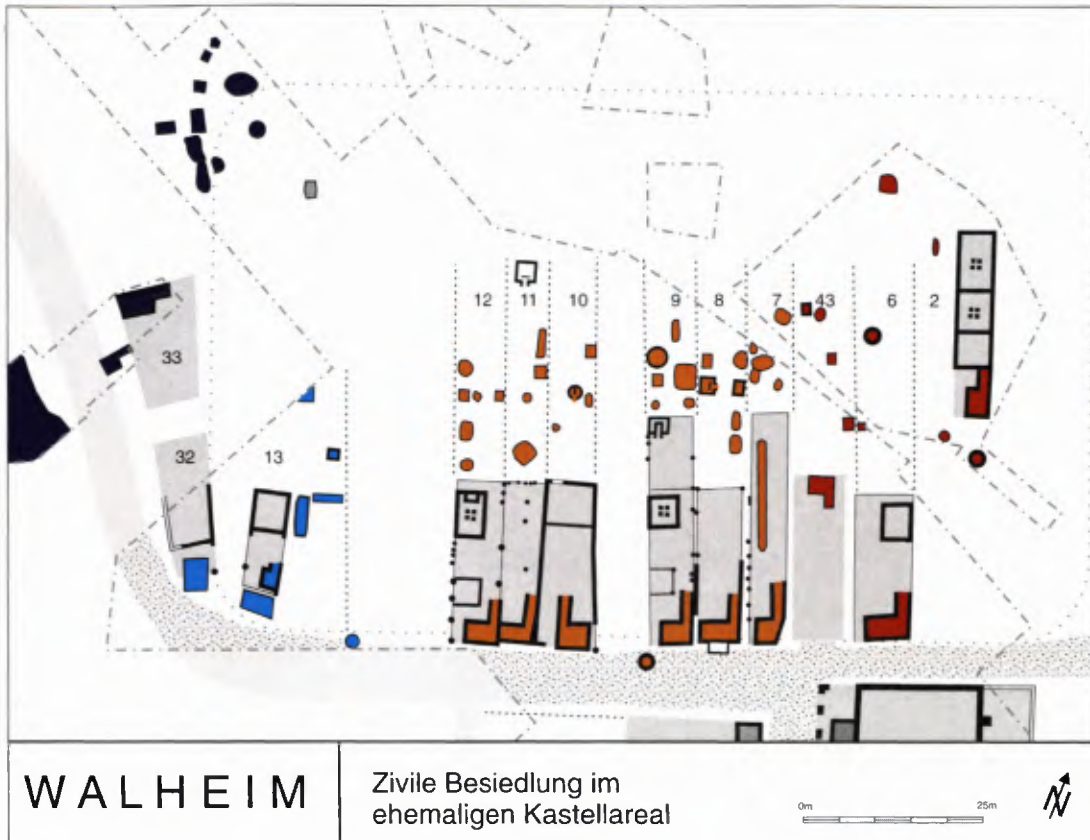 12 11 10 9 8 7 43 6 2
33
32 13
WALHEIM
Zivile Besiedlung im
ehemaligen Kastellareal
0m 25m
N